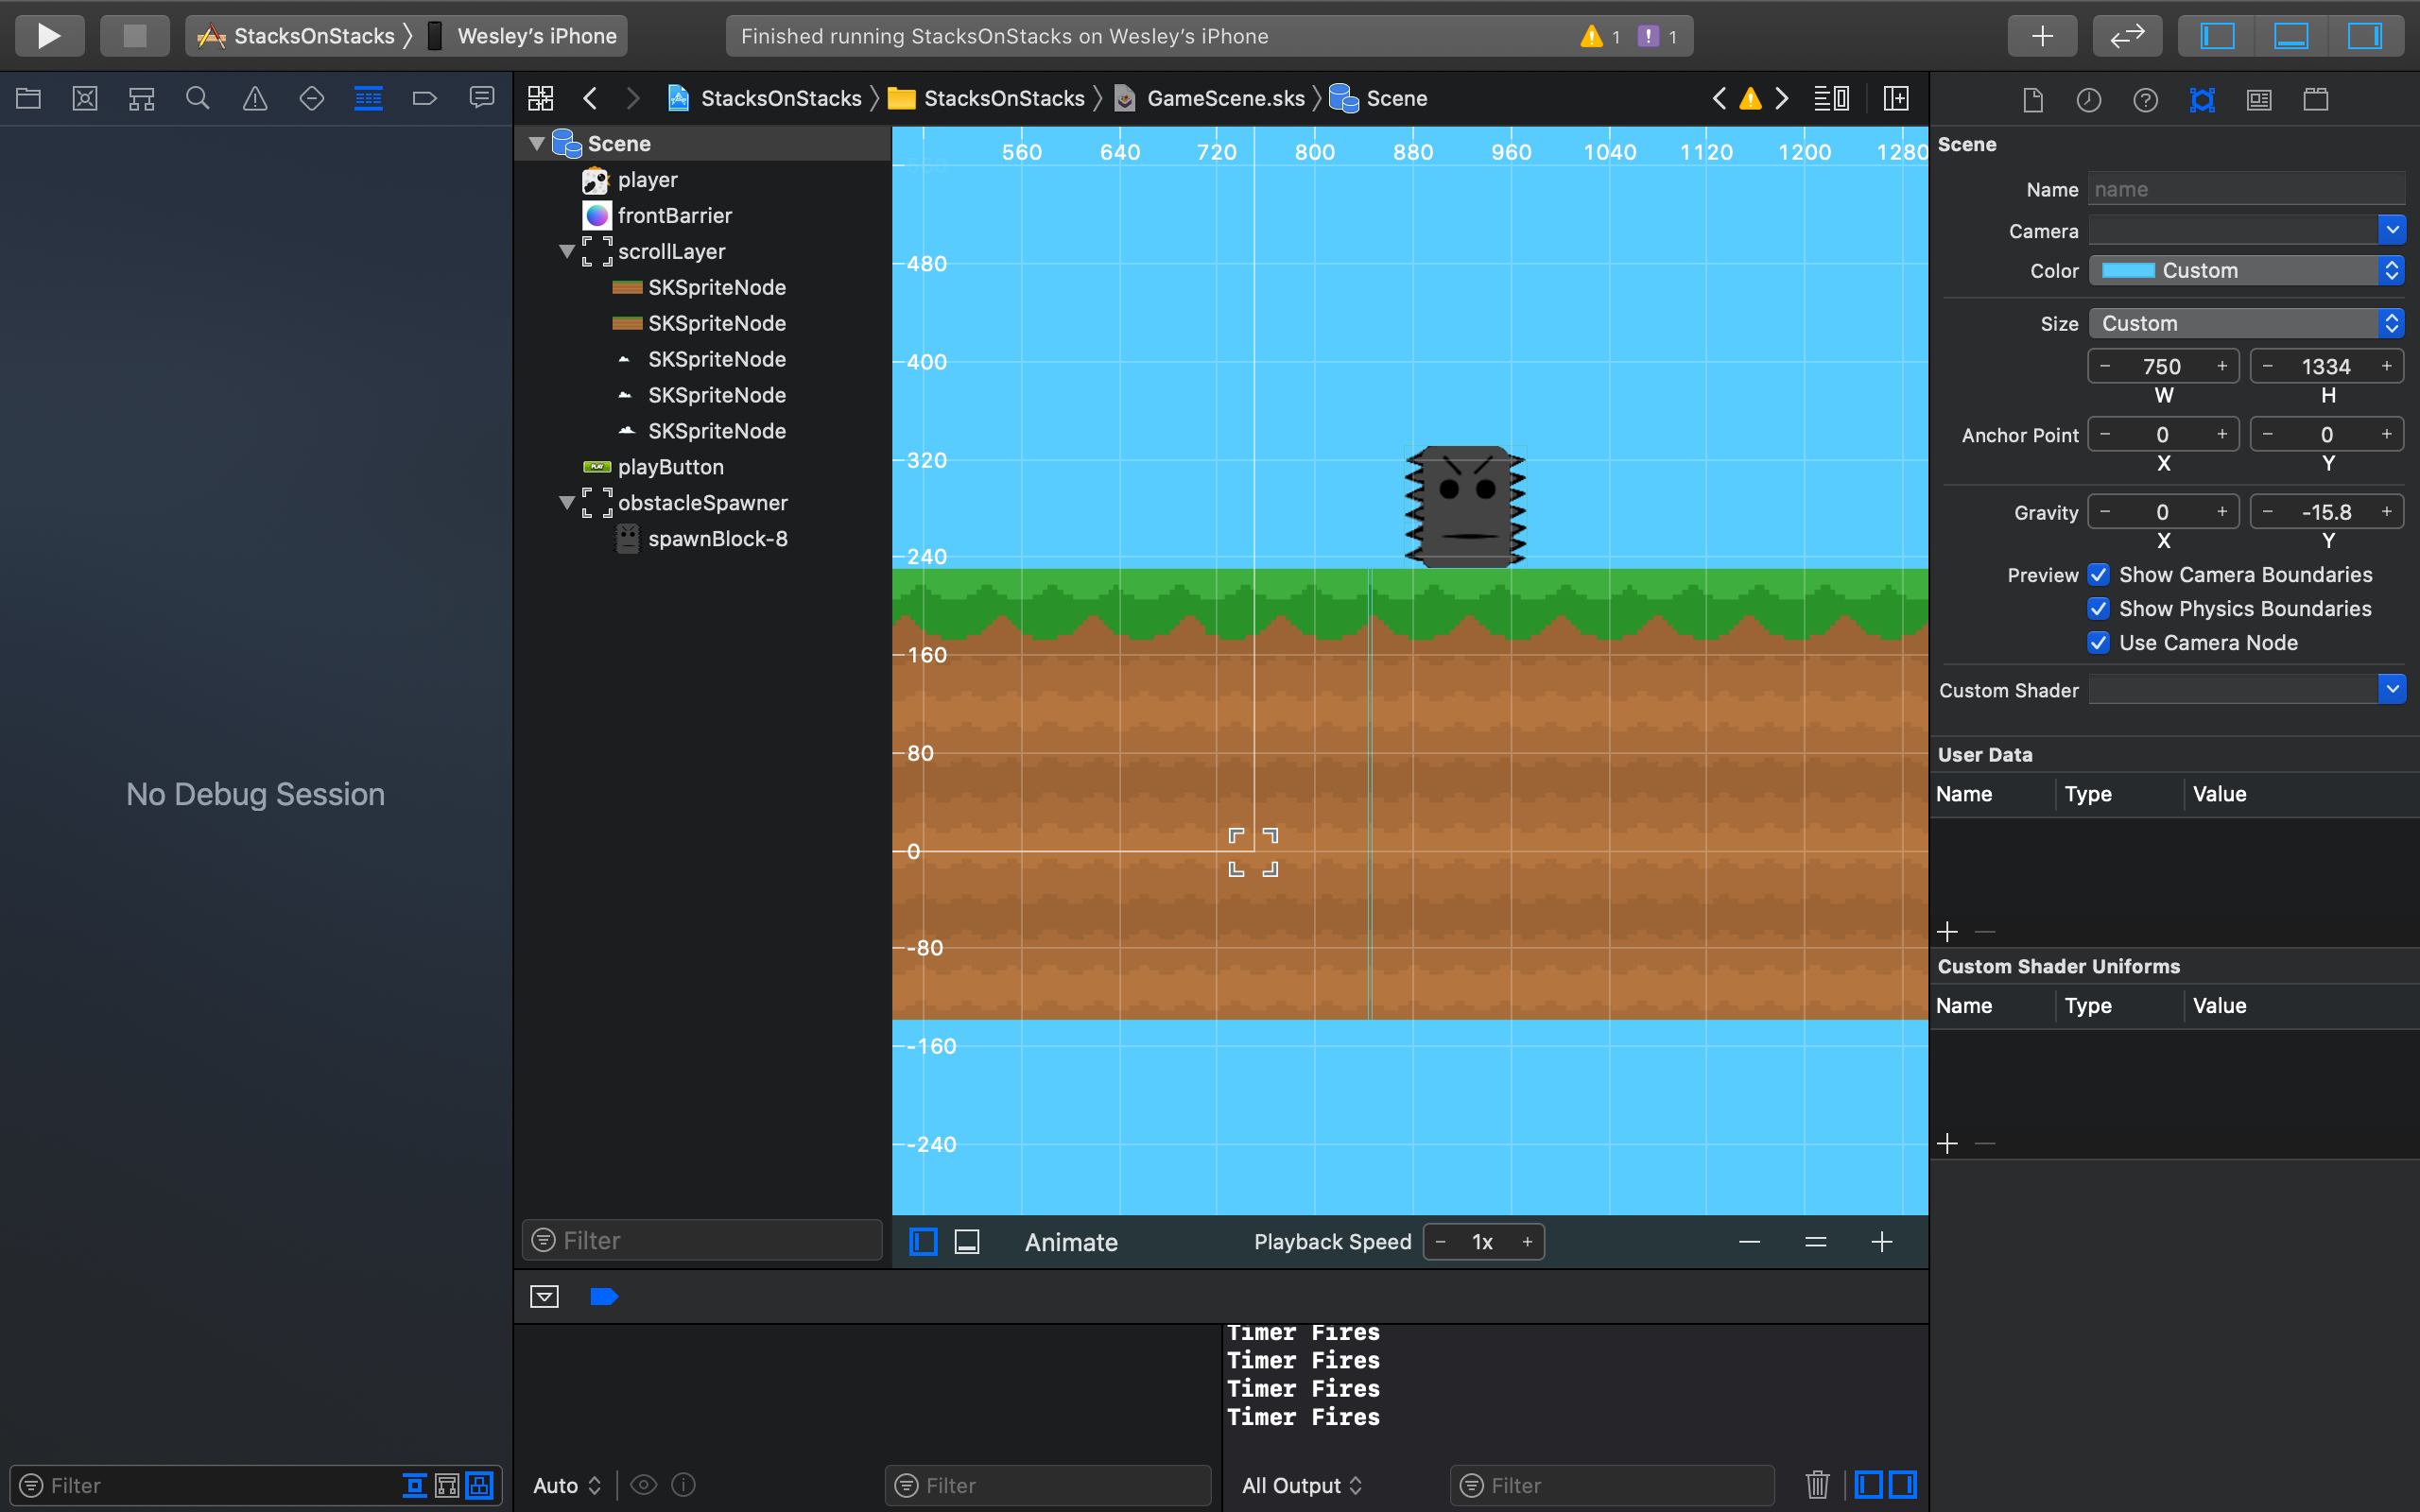 StacksOnStacks Wesley's iPhone
Finished running StacksOnStacks on Wesley's iPhone 1 1
StacksOnStacks StacksOnStacks GameScene.sks Scene
No Debug Session
Filter
Scene
player
frontBarrier
scrollLayer
SKSpriteNode
SKSpriteNode
SKSpriteNode
SKSpriteNode
SKSpriteNode
PLAY playButton
obstacleSpawner
spawnBlock-8
Filter
560 640 720 800 880 960 1040 1120 1200 1280
560
480
400
320
240
160
80
0
-80
-160
-240
Animate Playback Speed - 1x +
Timer Fires
Timer Fires
Timer Fires
Timer Fires
Auto Filter All Output Filter
Scene
Name name
Camera
Color Custom
Size Custom
- 750 + - 1334 +
W H
Anchor Point - 0 + - 0 +
X Y
Gravity - 0 + - -15.8 +
X Y
Preview Show Camera Boundaries
Show Physics Boundaries
Use Camera Node
Custom Shader
User Data
Name Type Value
Custom Shader Uniforms
Name Type Value